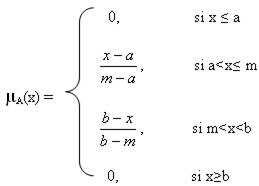 0, si x ≤ a
x − a / m − a , si a<x≤ m
μA(x) =
b − x / b − m , si m<x<b
0, si x≥b